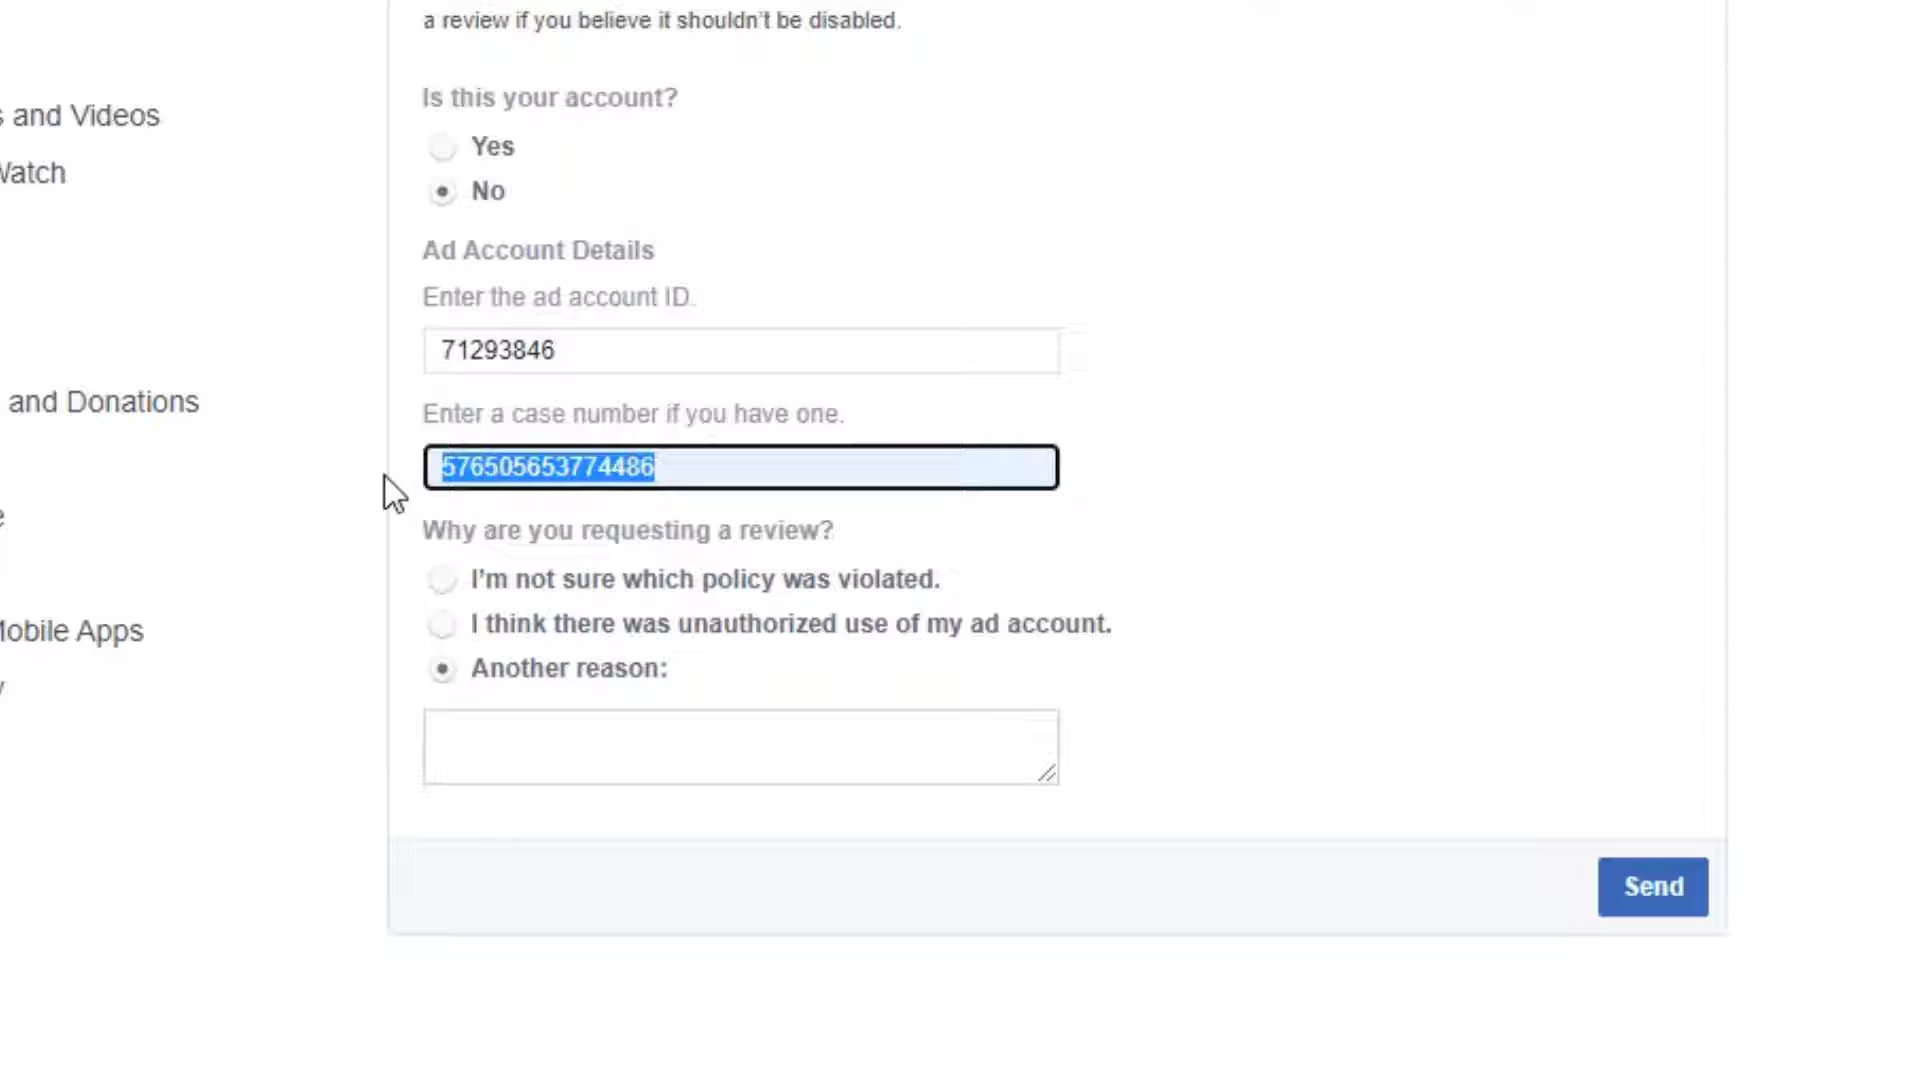 a review if you believe it shouldn't be disabled.
Is this your account?
and Videos
Yes
Watch
No
Ad Account Details
Enter the ad account ID.
71293846
and Donations
Enter a case number if you have one.
576505653774486
Why are you requesting a review?
I'm not sure which policy was violated.
I think there was unauthorized use of my ad account.
Mobile Apps
Another reason:
Send